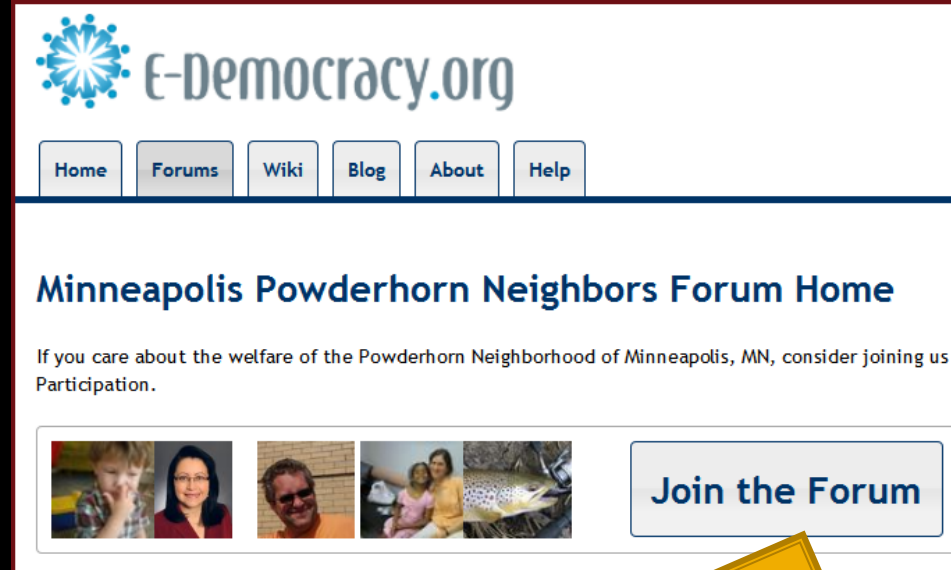 E-Democracy.org
Home Forums Wiki Blog About Help
Minneapolis Powderhorn Neighbors Forum Home
If you care about the welfare of the Powderhorn Neighborhood of Minneapolis, MN, consider joining us
Participation.
Join the Forum